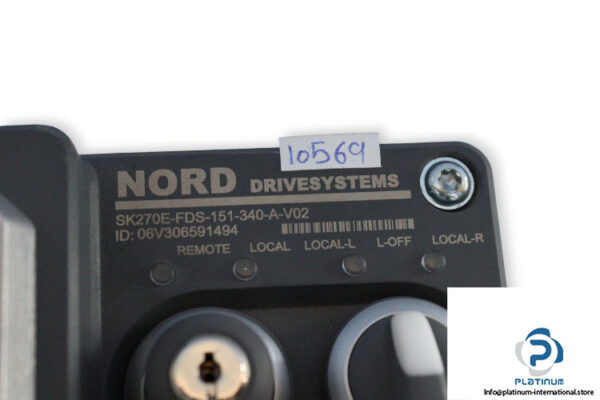 10569
NORD DRIVESYSTEMS
SK270E-FDS-151-340-A-V02
ID: 06V306591494
REMOTE LOCAL LOCAL-L L-OFF LOCAL-R
PLATINUM
Info@platinum-international.store